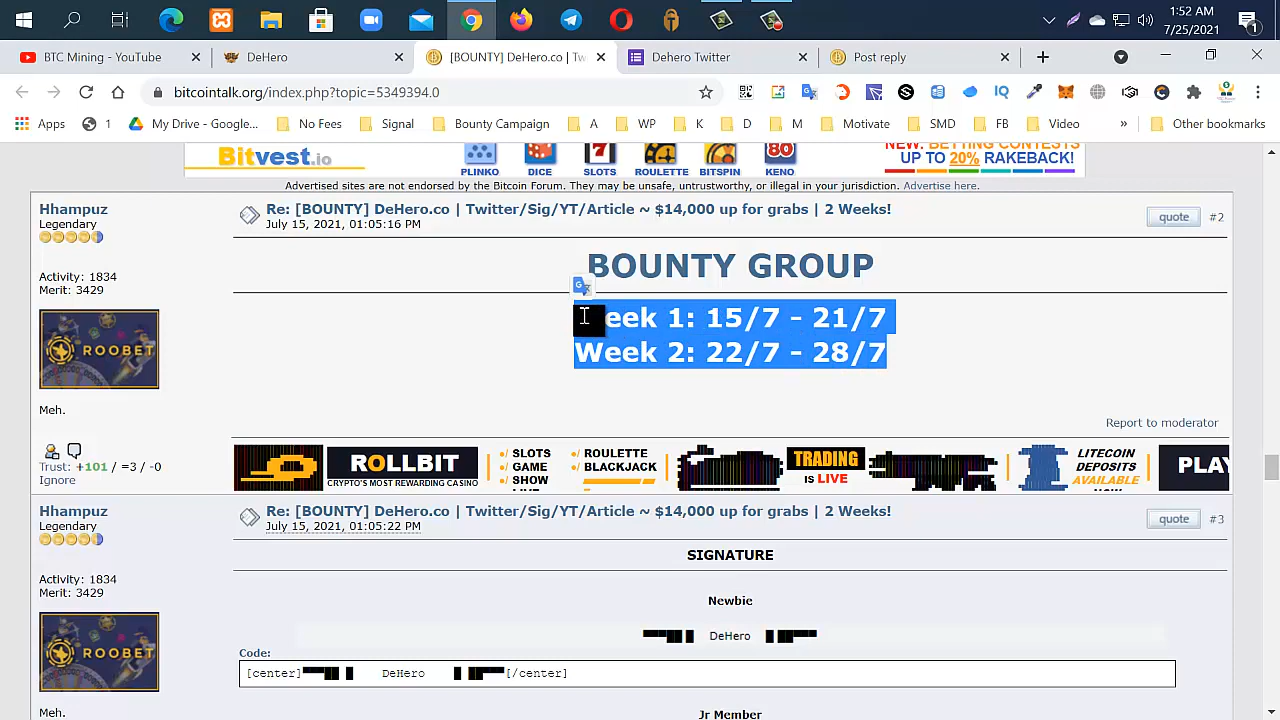 1:52 AM
7/25/2021
1
BTC Mining - YouTube
DeHero
[BOUNTY] DeHero.co | Tw
Dehero Twitter
Post reply
bitcointalk.org/index.php?topic=5349394.0
IQ
Apps
1
My Drive - Google...
No Fees
Signal
Bounty Campaign
A
WP
K
D
M
Motivate
SMD
FB
Video
»
Other bookmarks
Bitvest.io
PLINKO
DICE
SLOTS
ROULETTE
BITSPIN
KENO
80
NEW: BETTING CONTESTS
UP TO 20% RAKEBACK!
Advertised sites are not endorsed by the Bitcoin Forum. They may be unsafe, untrustworthy, or illegal in your jurisdiction. Advertise here.
Hhampuz
Legendary
Activity: 1834
Merit: 3429
ROOBET
Meh.
Trust: +101 / =3 / -0
Ignore
Re: [BOUNTY] DeHero.co | Twitter/Sig/YT/Article ~ $14,000 up for grabs | 2 Weeks!
July 15, 2021, 01:05:16 PM
quote
#2
BOUNTY GROUP
eek 1: 15/7 - 21/7
Week 2: 22/7 - 28/7
Report to moderator
ROLLBIT
CRYPTO'S MOST REWARDING CASINO
SLOTS
GAME
SHOW
ROULETTE
BLACKJACK
TRADING
IS LIVE
LITECOIN
DEPOSITS
AVAILABLE
PLAY
Hhampuz
Legendary
Activity: 1834
Merit: 3429
ROOBET
Meh.
Re: [BOUNTY] DeHero.co | Twitter/Sig/YT/Article ~ $14,000 up for grabs | 2 Weeks!
July 15, 2021, 01:05:22 PM
quote
#3
SIGNATURE
Newbie
▀▀▀██ █ DeHero █ ██▀▀▀
Code:
[center]▀▀▀██ █ DeHero █ ██▀▀▀[/center]
Jr Member